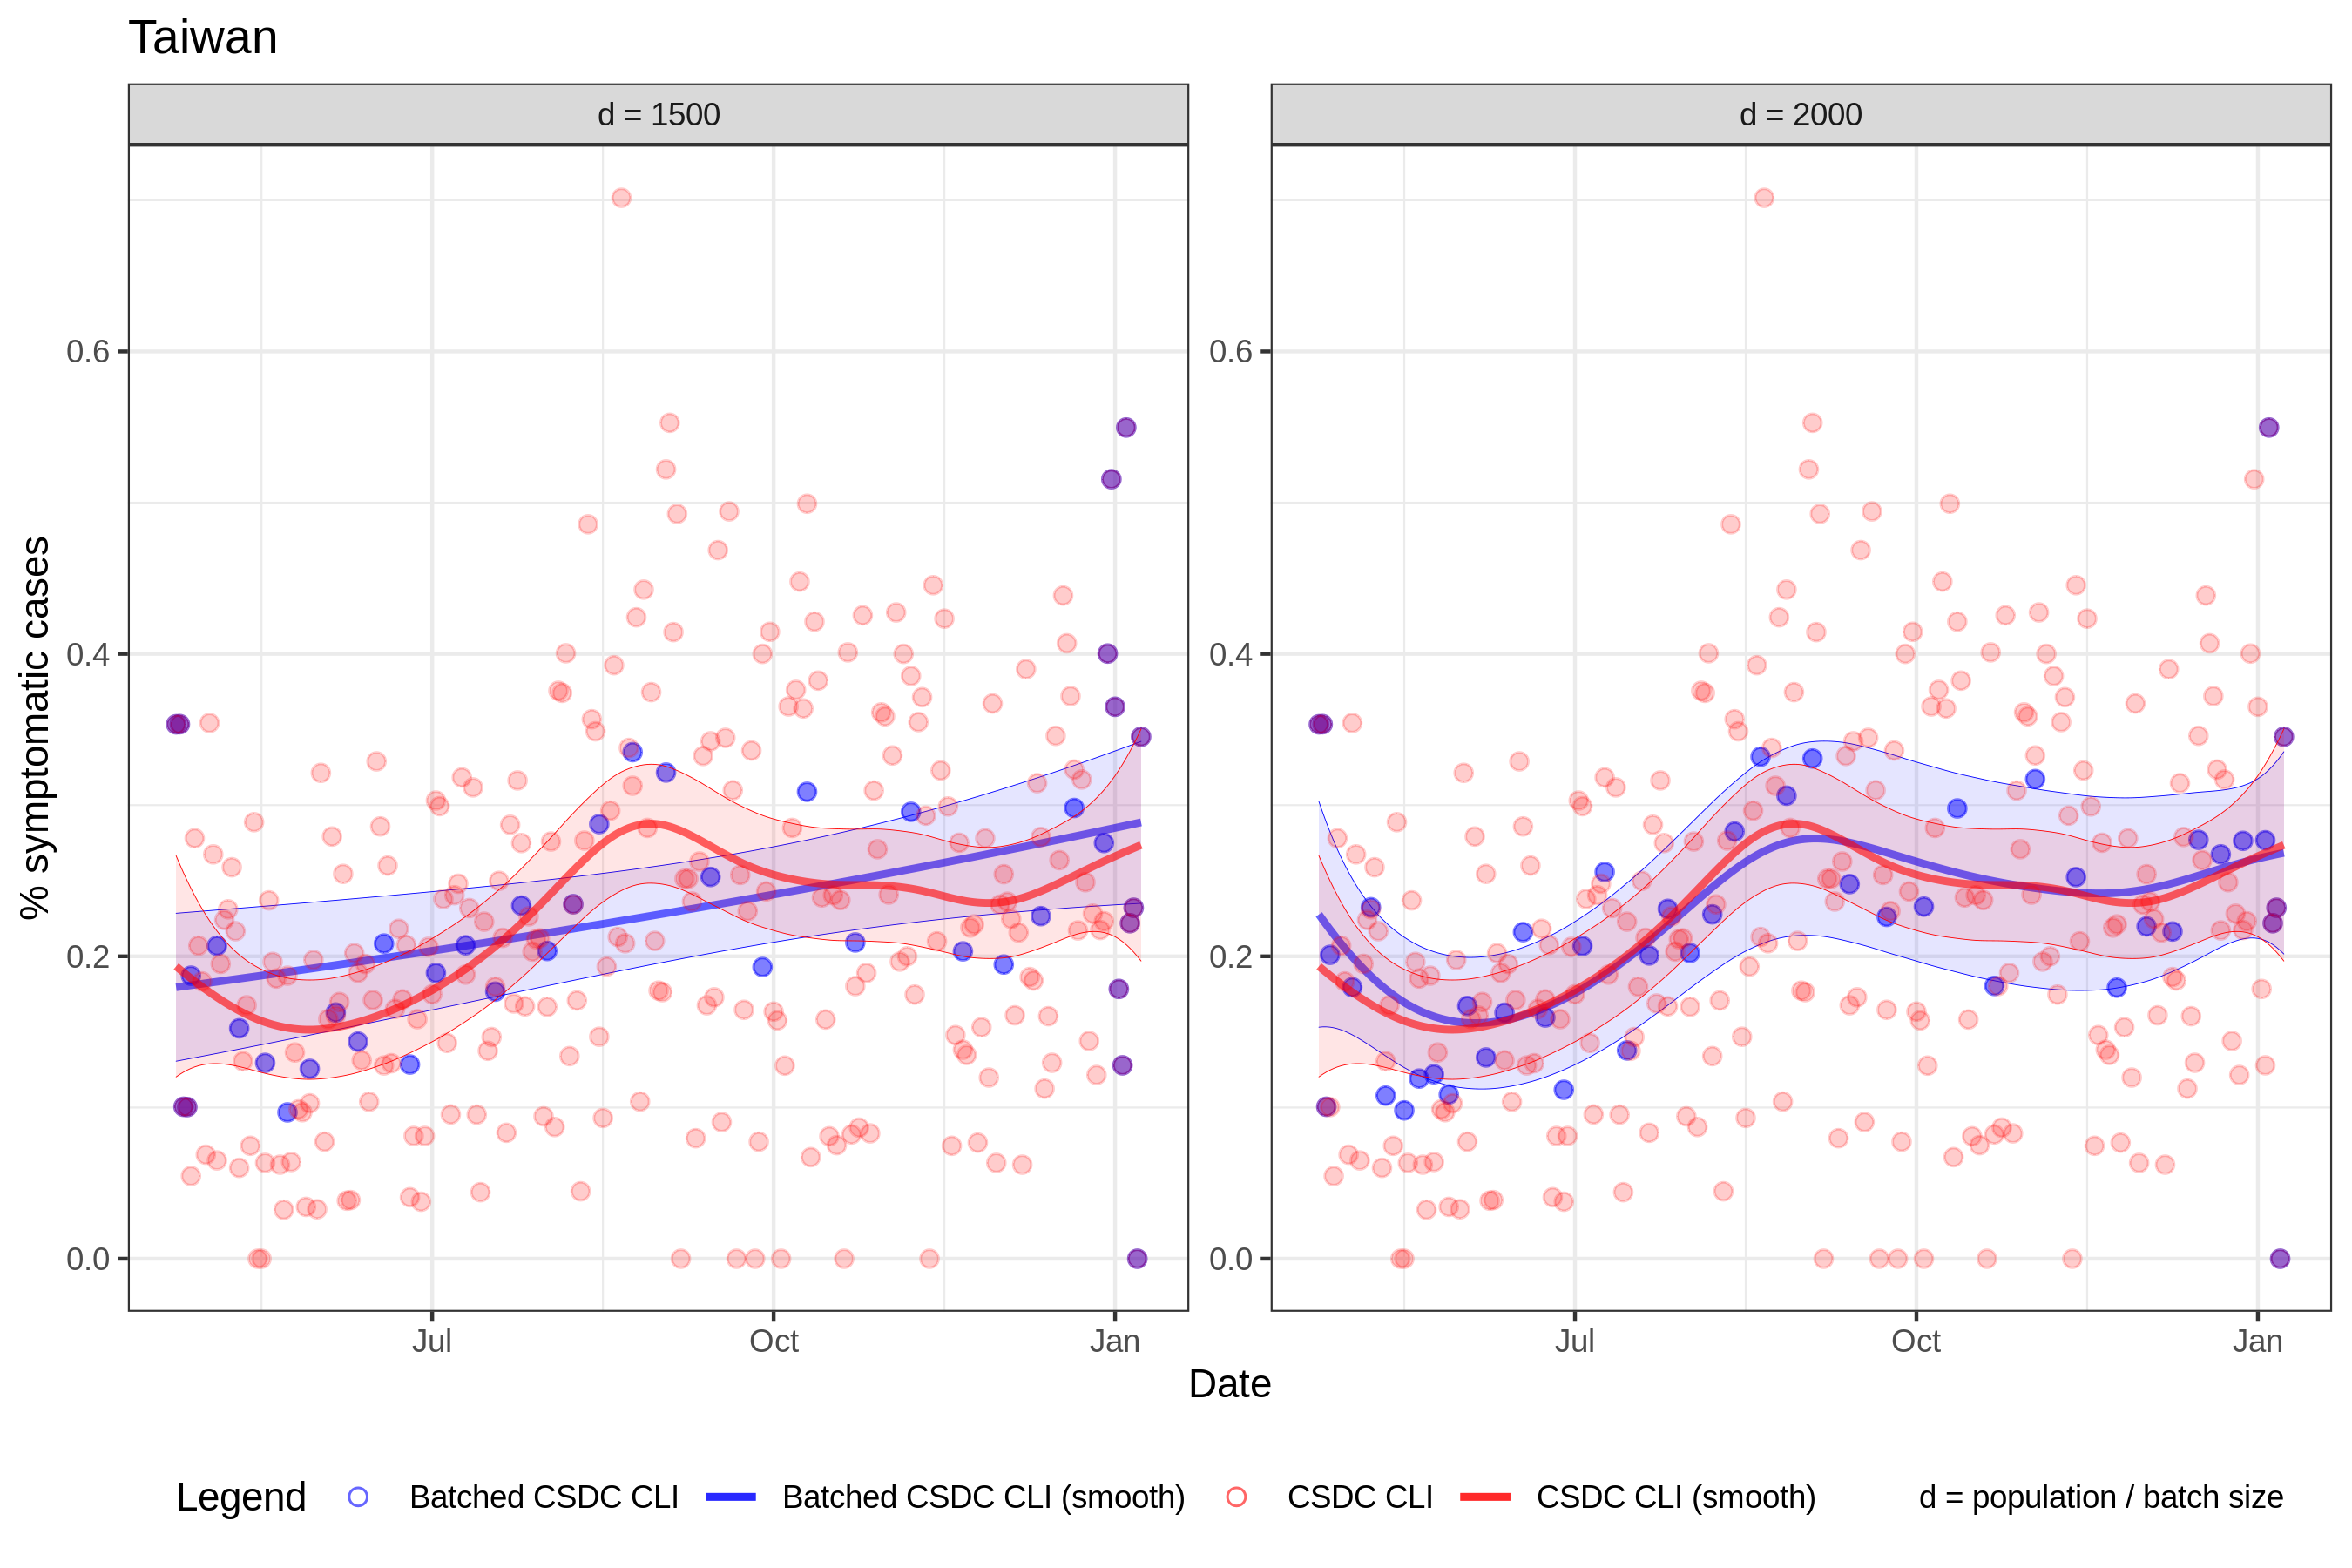 Taiwan
d = 1500
d = 2000
% symptomatic cases
0.6
0.4
0.2
0.0
0.6
0.4
0.2
0.0
Jul
Oct
Jan
Jul
Oct
Jan
Date
Legend
Batched CSDC CLI
Batched CSDC CLI (smooth)
CSDC CLI
CSDC CLI (smooth)
d = population / batch size